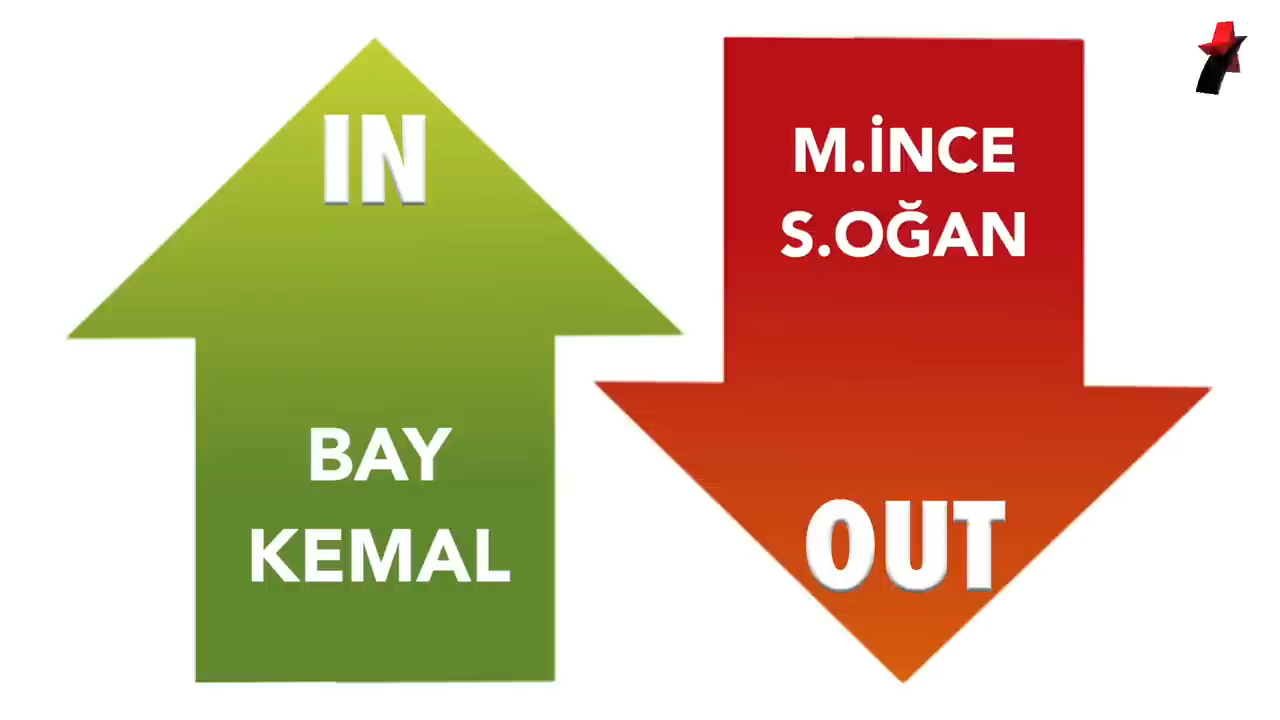 IN
BAY
KEMAL
M.İNCE
S.OĞAN
OUT